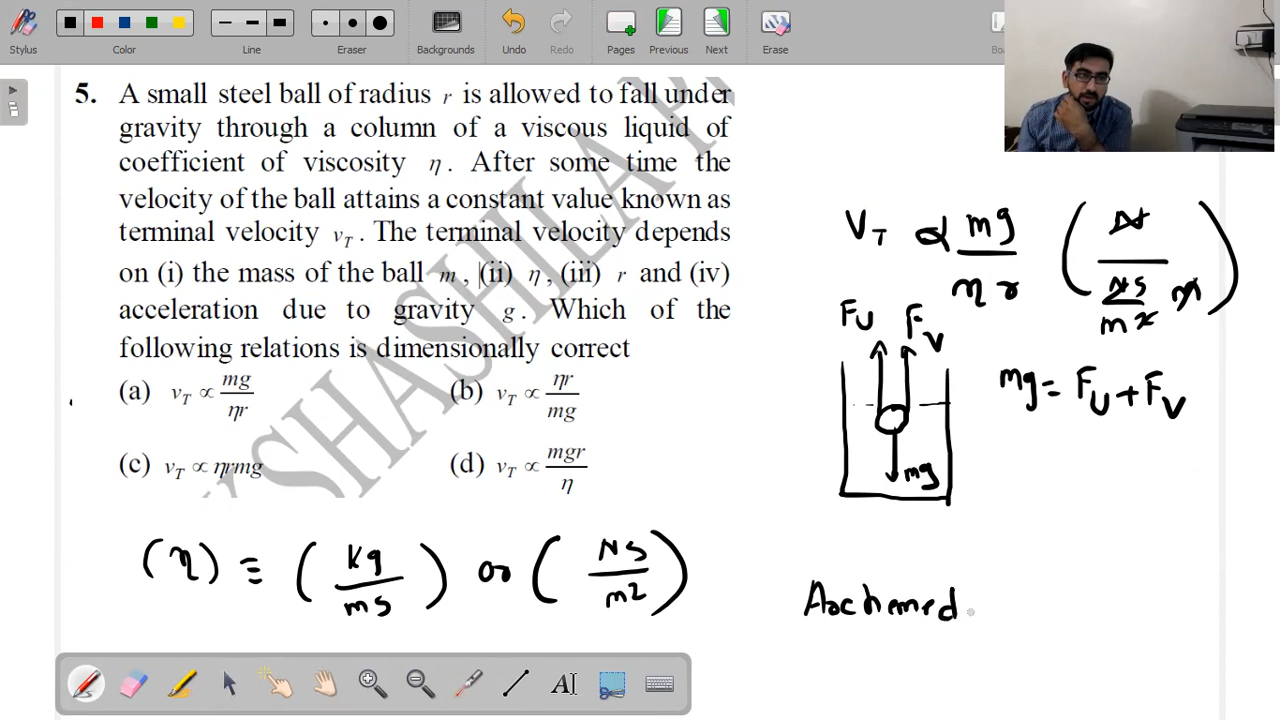 Stylus Color Line Eraser Backgrounds Undo Redo Pages Previous Next Erase
5. A small steel ball of radius r is allowed to fall under
gravity through a column of a viscous liquid of
coefficient of viscosity η. After some time the
velocity of the ball attains a constant value known as
terminal velocity v_T. The terminal velocity depends
on (i) the mass of the ball m, (ii) η, (iii) r and (iv)
acceleration due to gravity g. Which of the
following relations is dimensionally correct
(a) v_T ∝ mg/ηr (b) v_T ∝ ηr/mg
(c) v_T ∝ ηrmg (d) v_T ∝ mgr/η
V_T ∝ mg/ηr
F_U F_V
mg = F_U + F_V
mg
(η) ≡ (kg/ms) or (NS/m2)
Archemed
AI